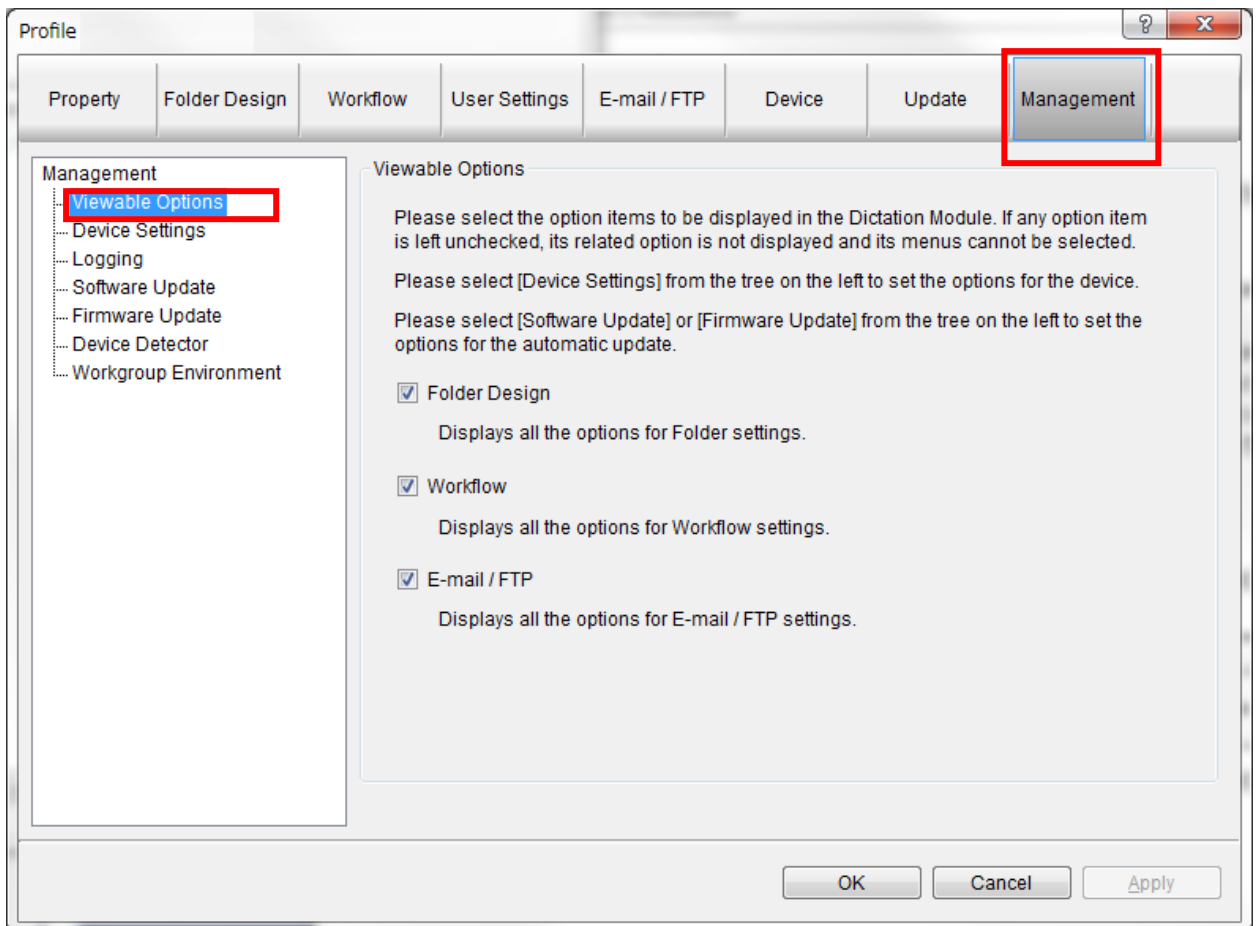 Profile
Property
Folder Design
Workflow
User Settings
E-mail / FTP
Device
Update
Management
Management
Viewable Options
Device Settings
Logging
Software Update
Firmware Update
Device Detector
Workgroup Environment
Viewable Options
Please select the option items to be displayed in the Dictation Module. If any option item
is left unchecked, its related option is not displayed and its menus cannot be selected.
Please select [Device Settings] from the tree on the left to set the options for the device.
Please select [Software Update] or [Firmware Update] from the tree on the left to set the
options for the automatic update.
Folder Design
Displays all the options for Folder settings.
Workflow
Displays all the options for Workflow settings.
E-mail / FTP
Displays all the options for E-mail / FTP settings.
OK
Cancel
Apply